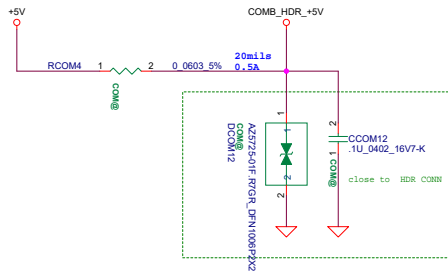 +5V
COMB_HDR_+5V
RCOM4
1
2
0_0603_5%
20mils
0.5A
COM@
1
1
2
2
AZ5725-01F.R7GR_DFN1006P2X2
COM@
DCOM12
2
1
CCOM12
.1U_0402_16V7-K
COM@
close to HDR CONN